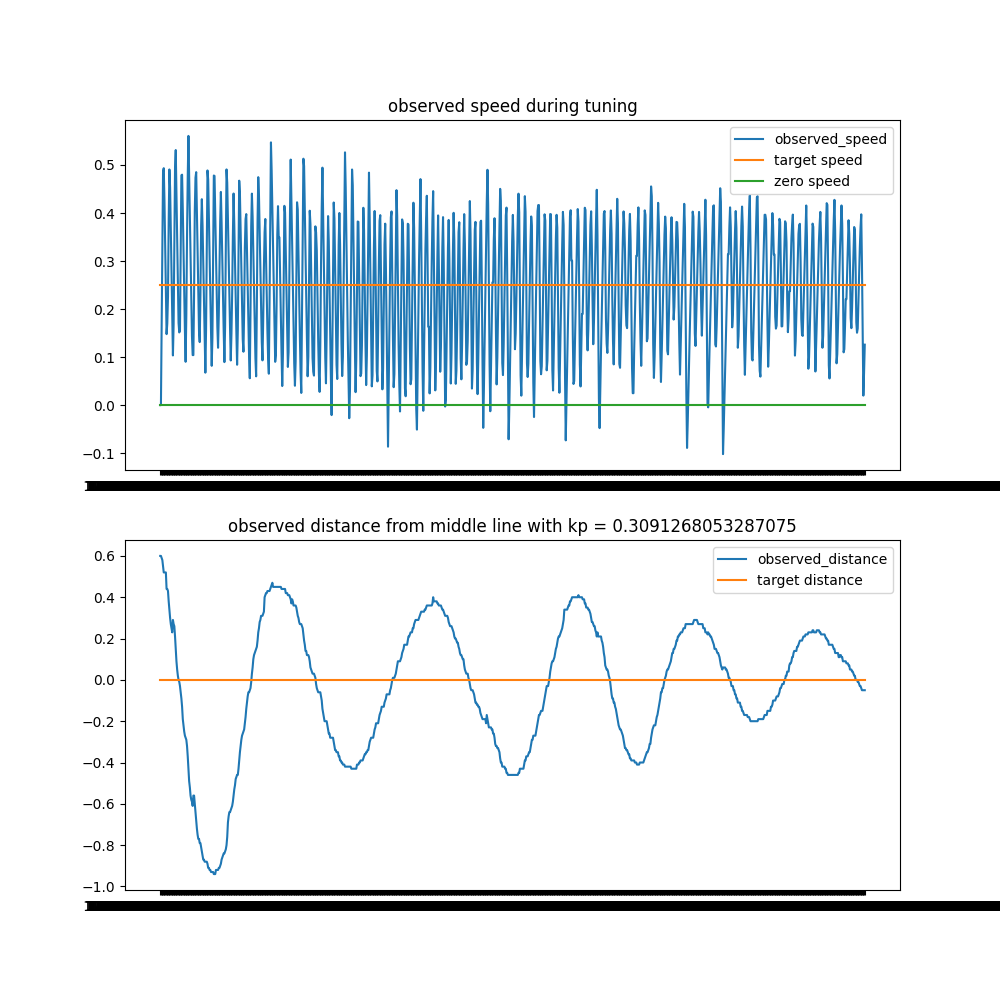 observed speed during tuning
observed_speed
target speed
zero speed
0.5
0.4
0.3
0.2
0.1
0.0
−0.1
observed distance from middle line with kp = 0.3091268053287075
observed_distance
target distance
0.6
0.4
0.2
0.0
−0.2
−0.4
−0.6
−0.8
−1.0